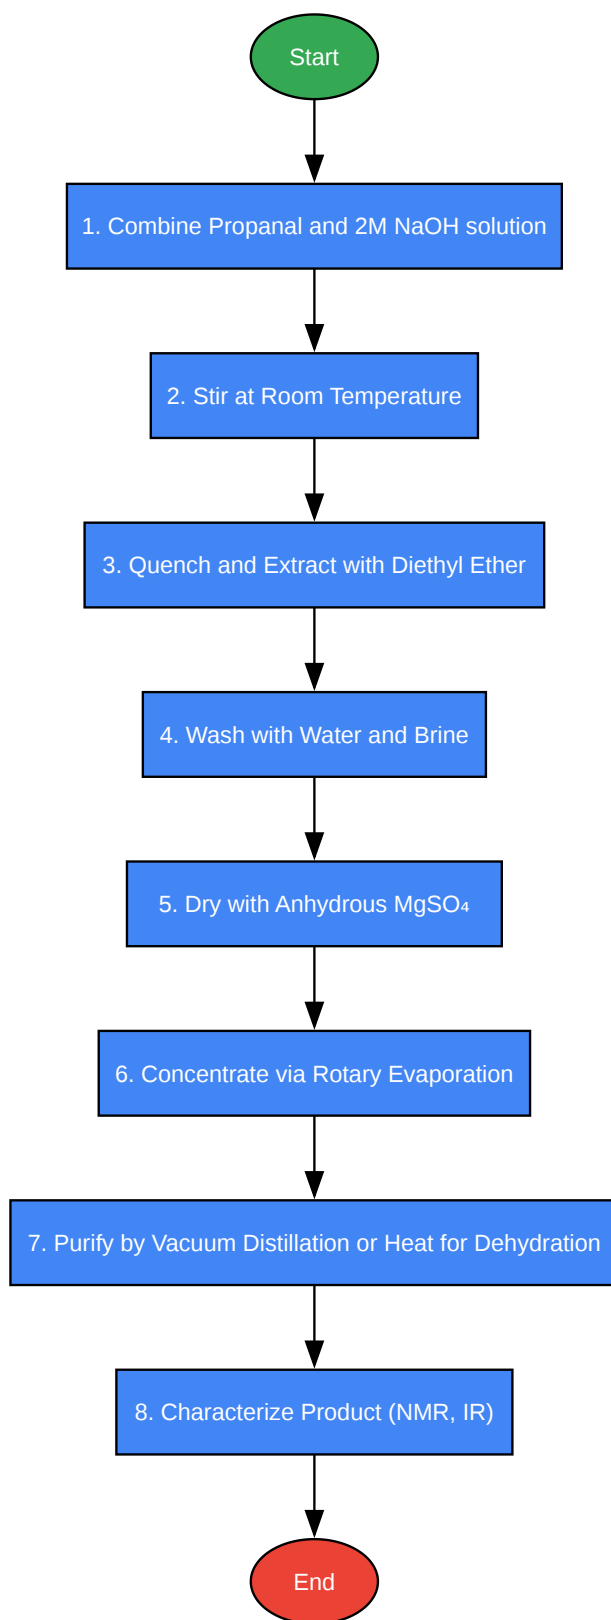 Start
1. Combine Propanal and 2M NaOH solution
2. Stir at Room Temperature
3. Quench and Extract with Diethyl Ether
4. Wash with Water and Brine
5. Dry with Anhydrous MgSO₄
6. Concentrate via Rotary Evaporation
7. Purify by Vacuum Distillation or Heat for Dehydration
8. Characterize Product (NMR, IR)
End